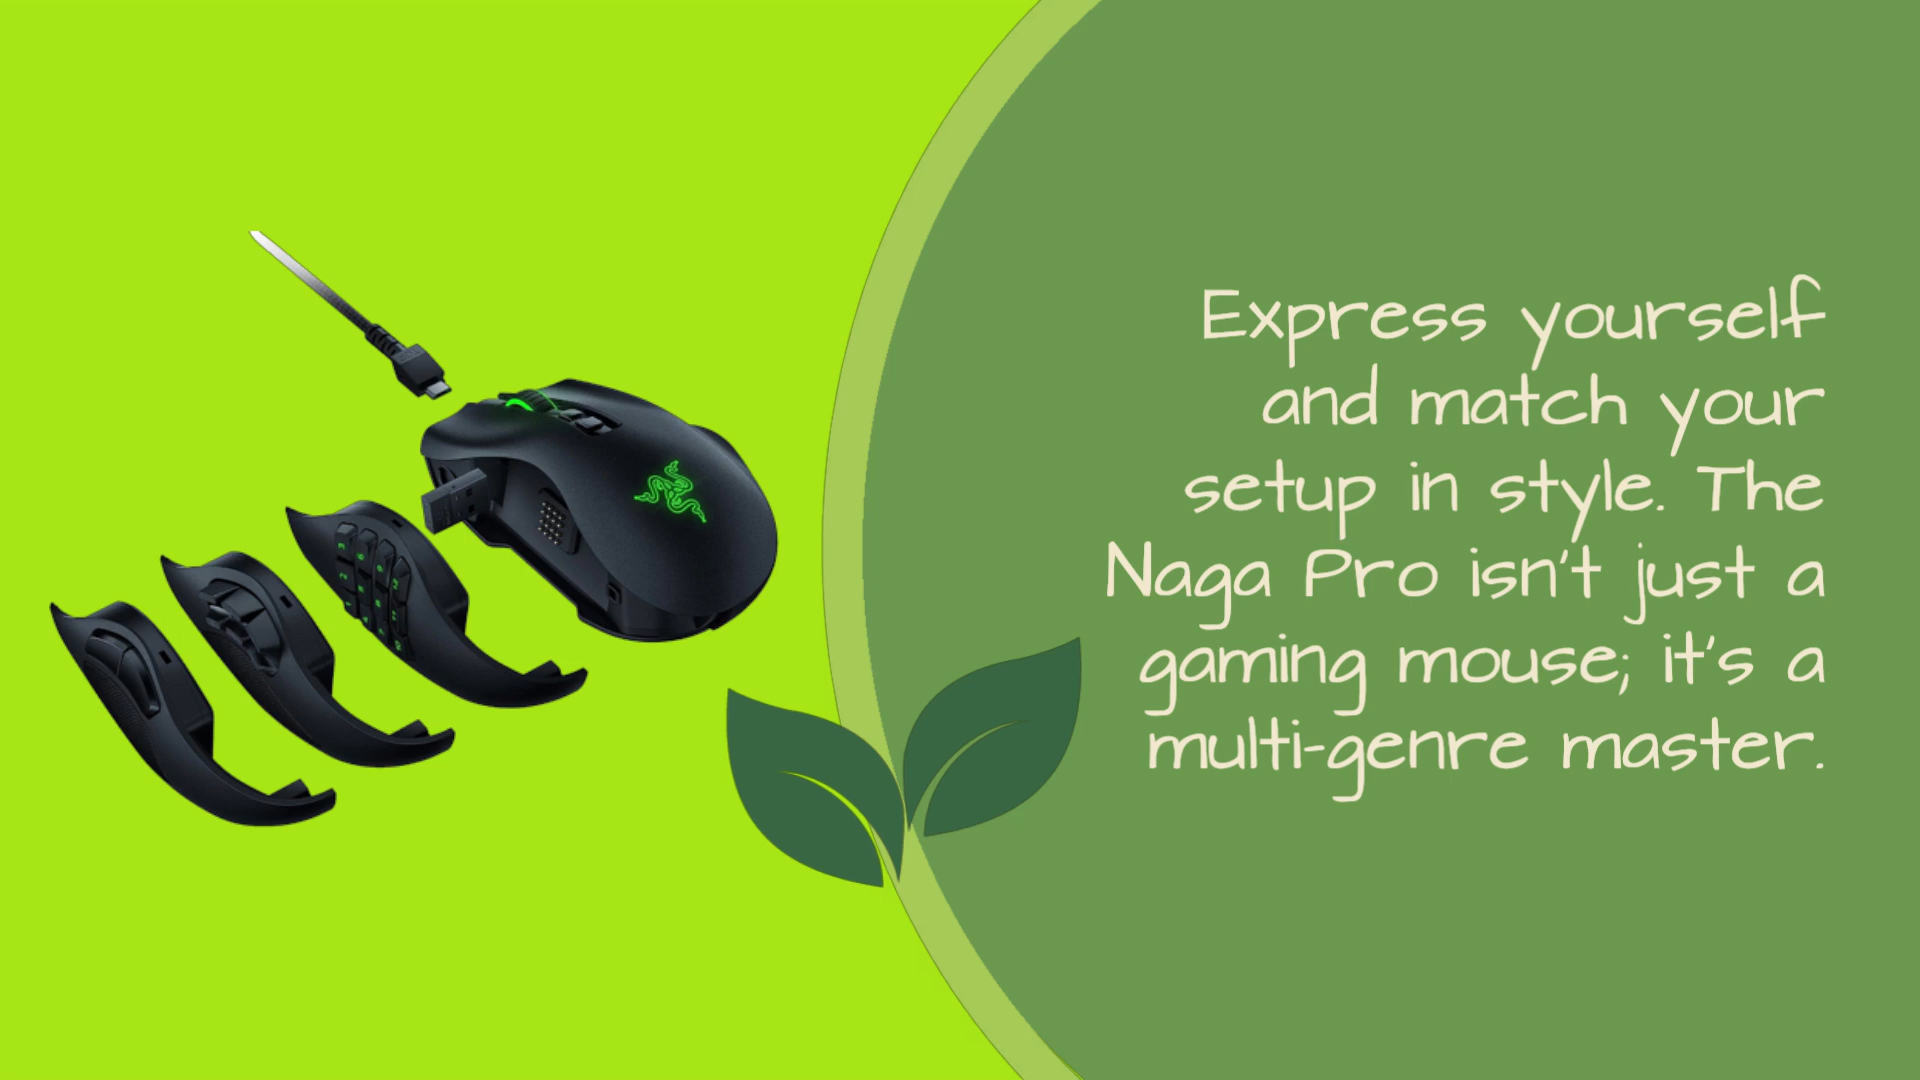 Express yourself
and match your
setup in style. The
Naga Pro isn't just a
gaming mouse; it's a
multi-genre master.